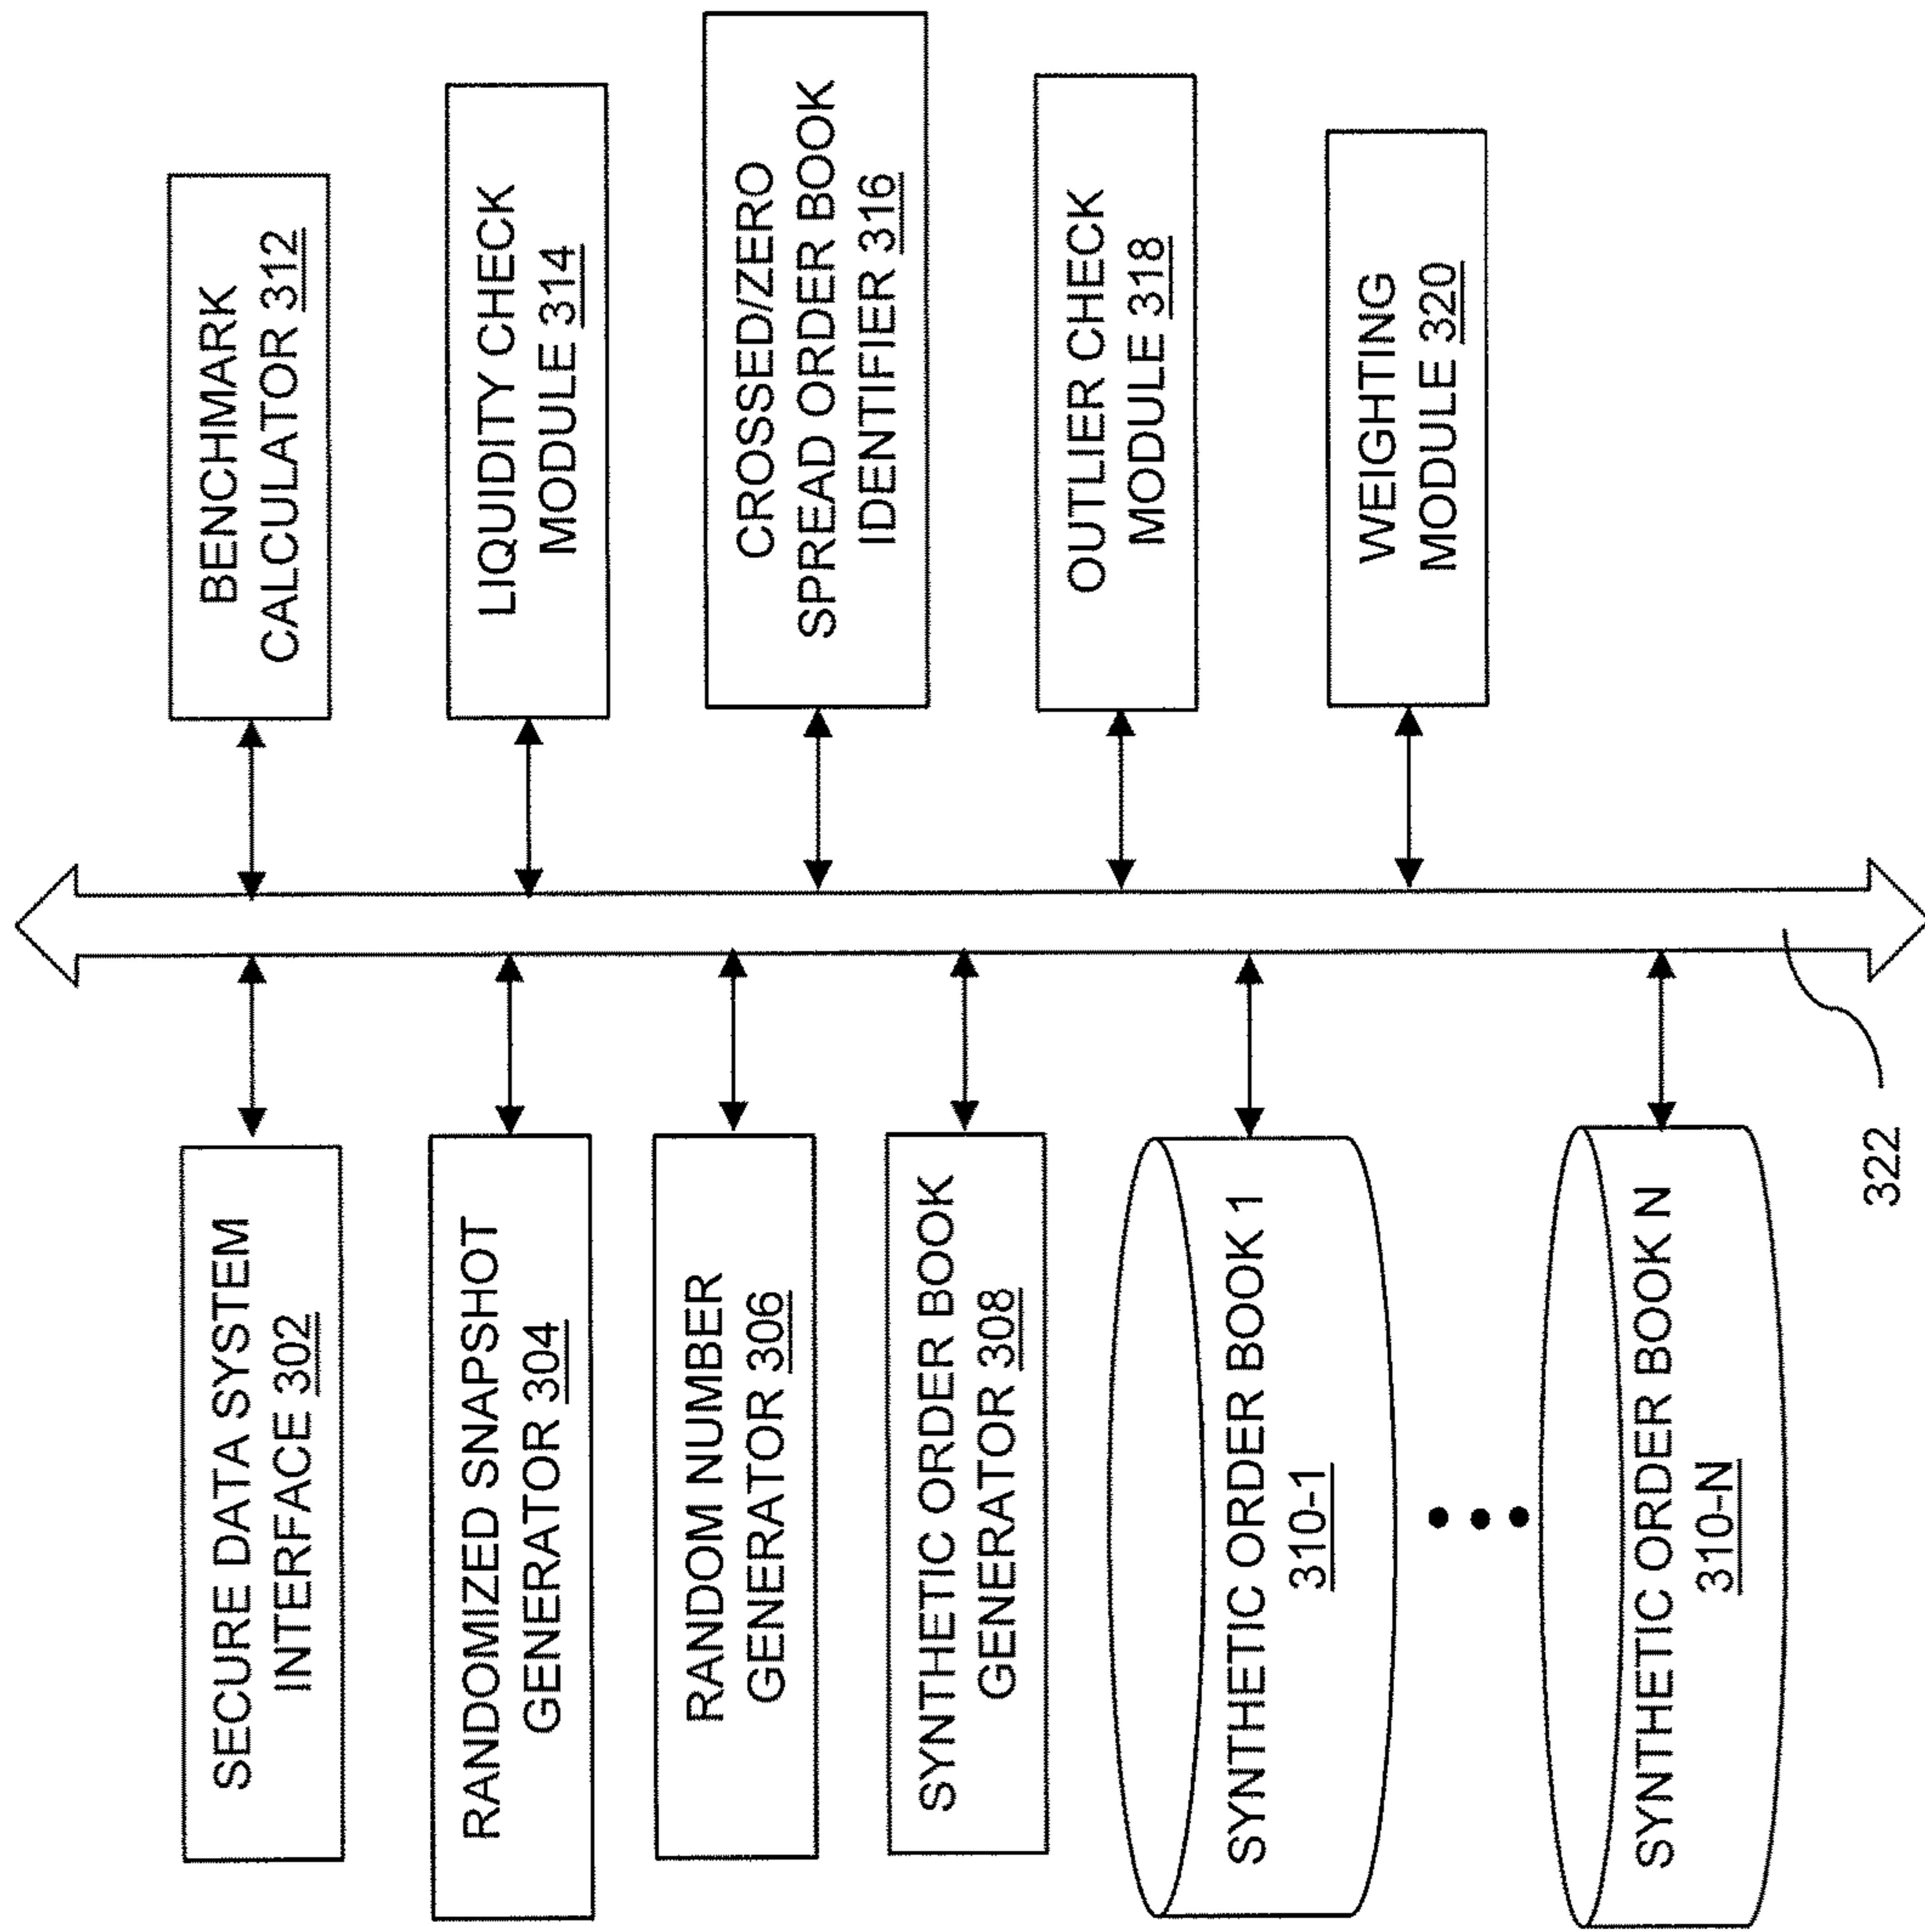 SECURE DATA SYSTEM
INTERFACE 302
RANDOMIZED SNAPSHOT
GENERATOR 304
RANDOM NUMBER
GENERATOR 306
SYNTHETIC ORDER BOOK
GENERATOR 308
SYNTHETIC ORDER BOOK 1
310-1
SYNTHETIC ORDER BOOK N
310-N
322
BENCHMARK
CALCULATOR 312
LIQUIDITY CHECK
MODULE 314
CROSSED/ZERO
SPREAD ORDER BOOK
IDENTIFIER 316
OUTLIER CHECK
MODULE 318
WEIGHTING
MODULE 320